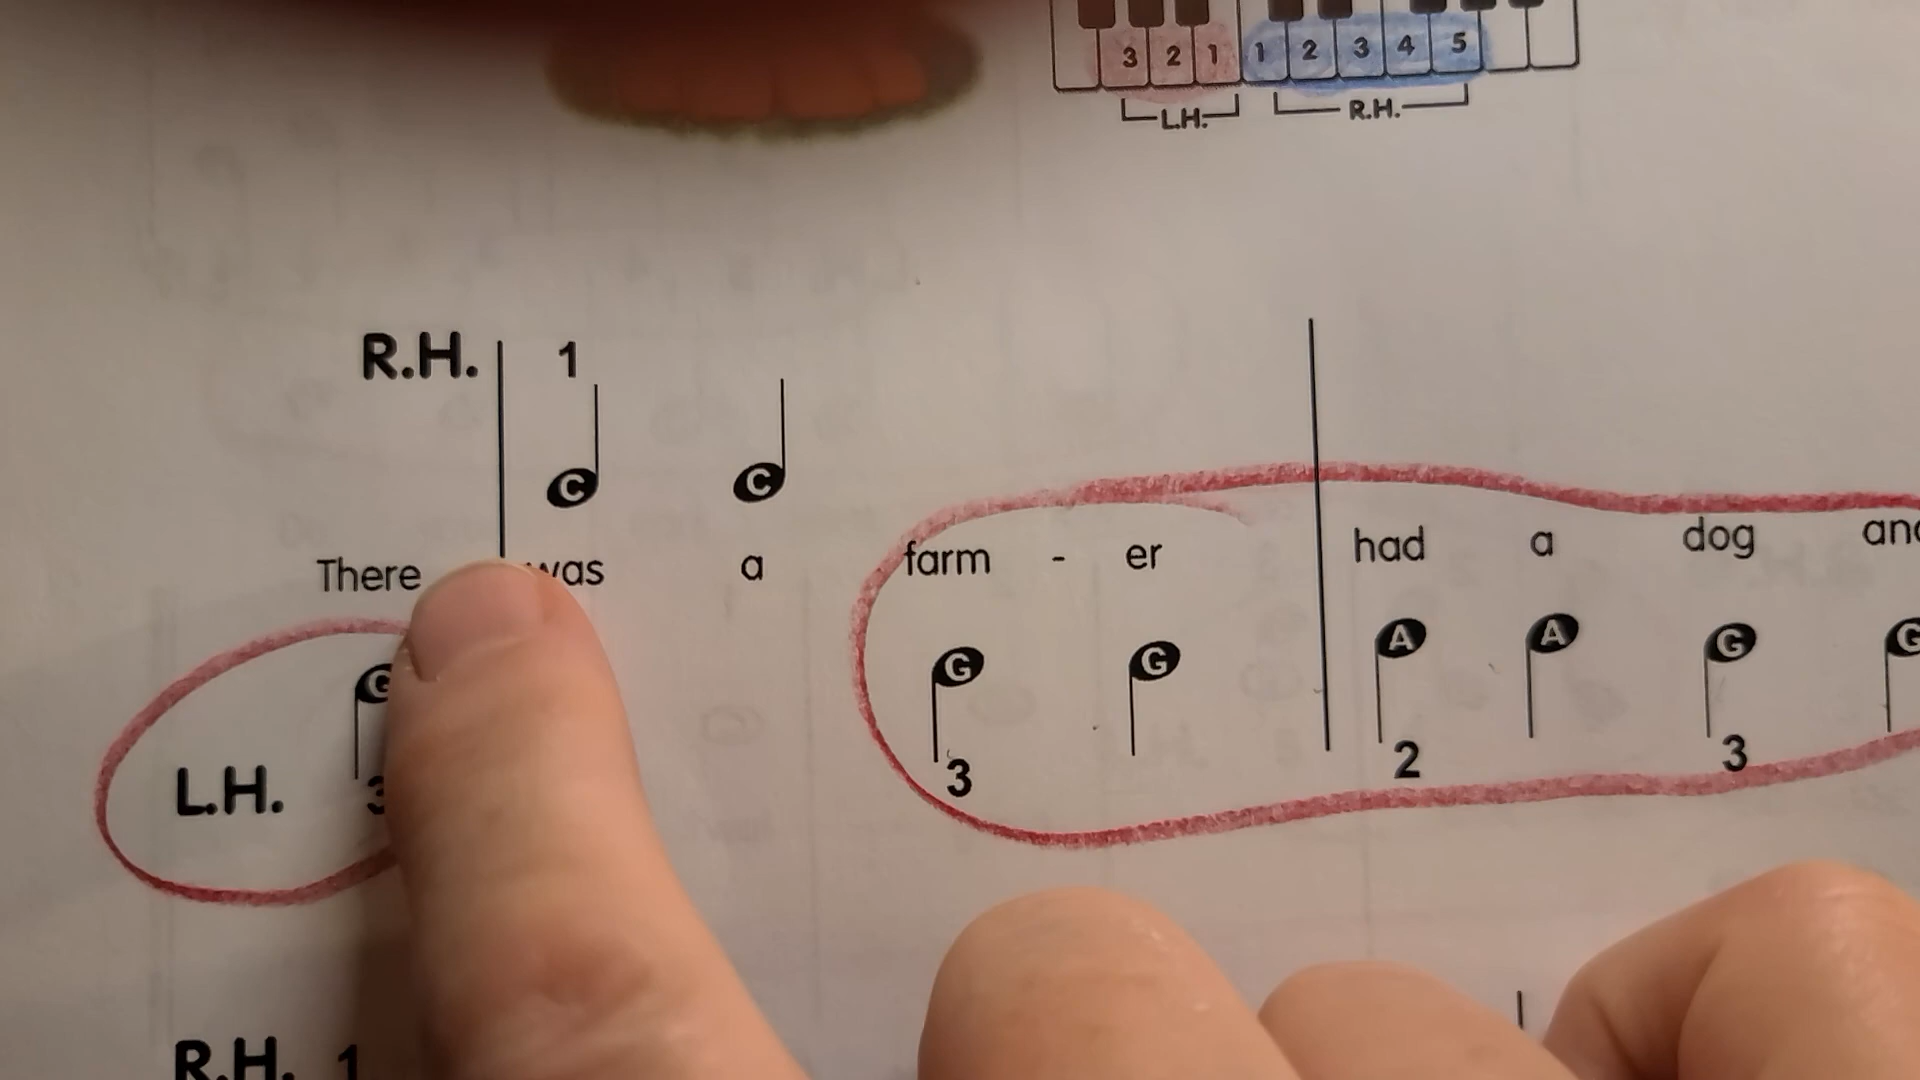 3 2 1 1 2 3 4 5
L.H. R.H.
R.H. 1
C C
There was a farm - er had a dog
G G G A A G G
L.H. 3 2 3
R.H. 1